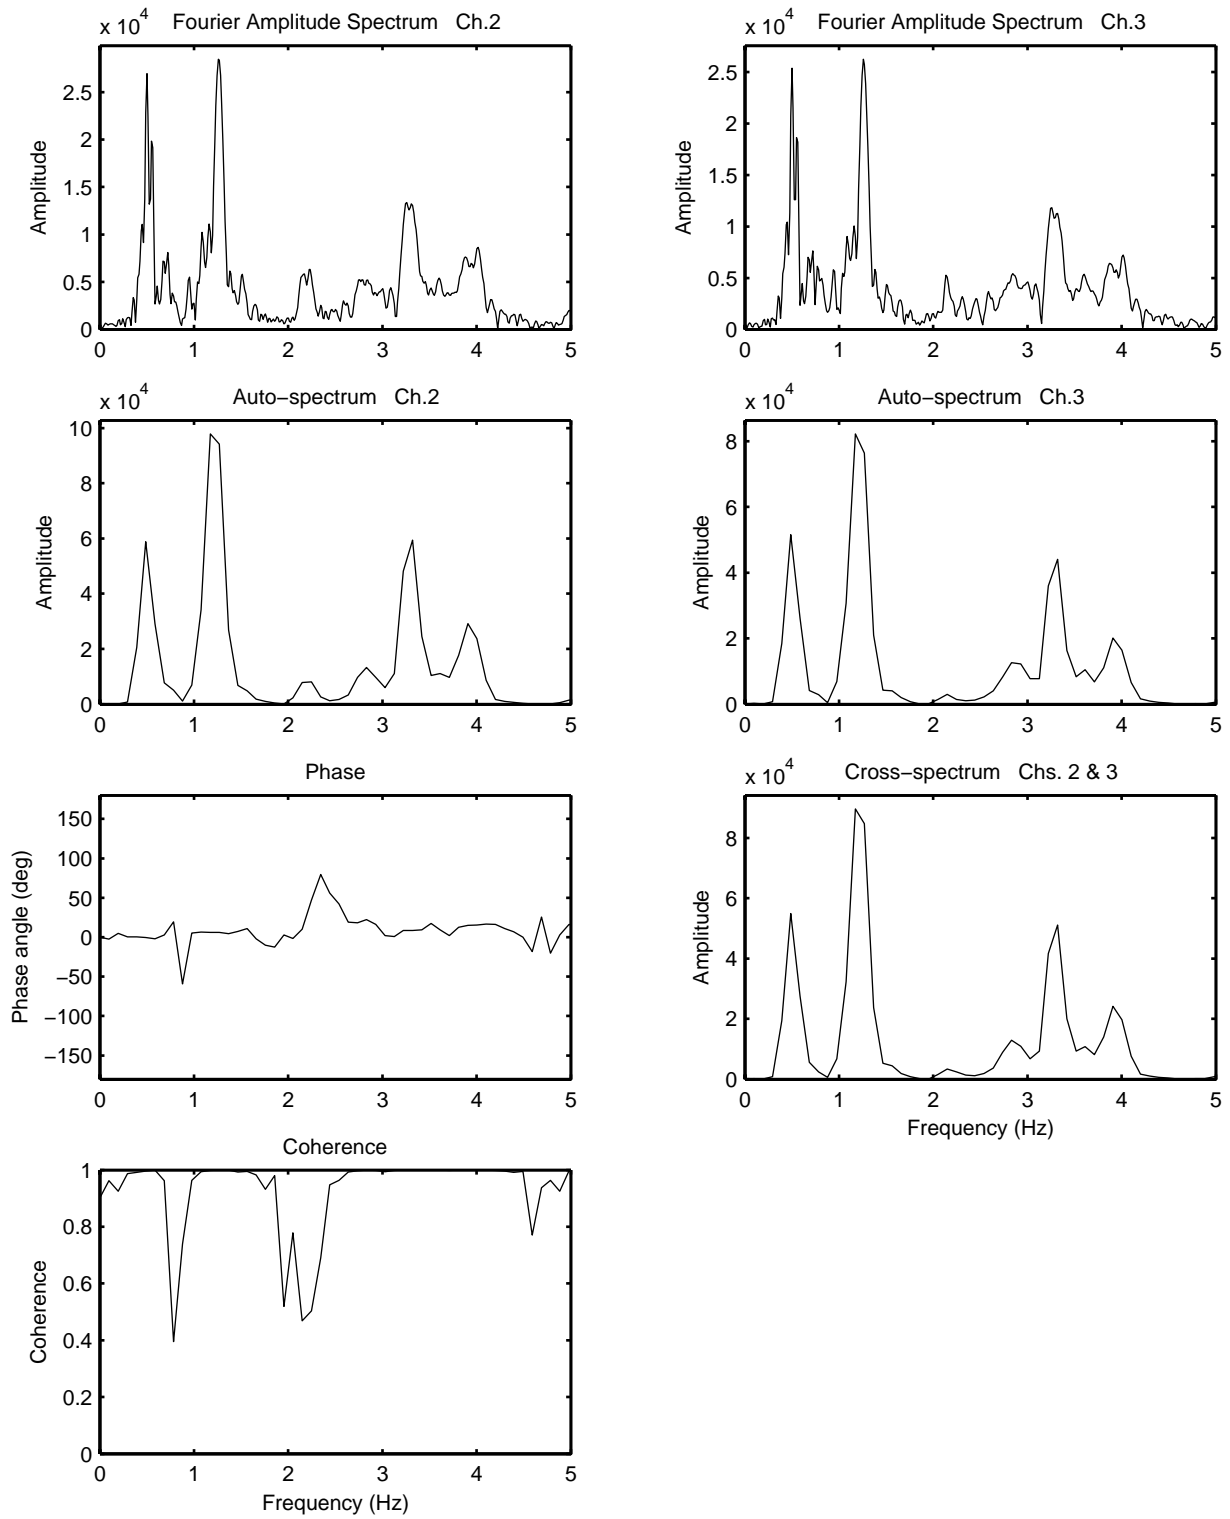 x 10^4 Fourier Amplitude Spectrum Ch.2
Amplitude
2.5
2
1.5
1
0.5
0
0 1 2 3 4 5
x 10^4 Fourier Amplitude Spectrum Ch.3
Amplitude
2.5
2
1.5
1
0.5
0
0 1 2 3 4 5
x 10^4 Auto−spectrum Ch.2
Amplitude
10
8
6
4
2
0
0 1 2 3 4 5
x 10^4 Auto−spectrum Ch.3
Amplitude
8
6
4
2
0
0 1 2 3 4 5
Phase
Phase angle (deg)
150
100
50
0
−50
−100
−150
0 1 2 3 4 5
x 10^4 Cross−spectrum Chs. 2 & 3
Amplitude
8
6
4
2
0
0 1 2 3 4 5
Frequency (Hz)
Coherence
Coherence
1
0.8
0.6
0.4
0.2
0
0 1 2 3 4 5
Frequency (Hz)